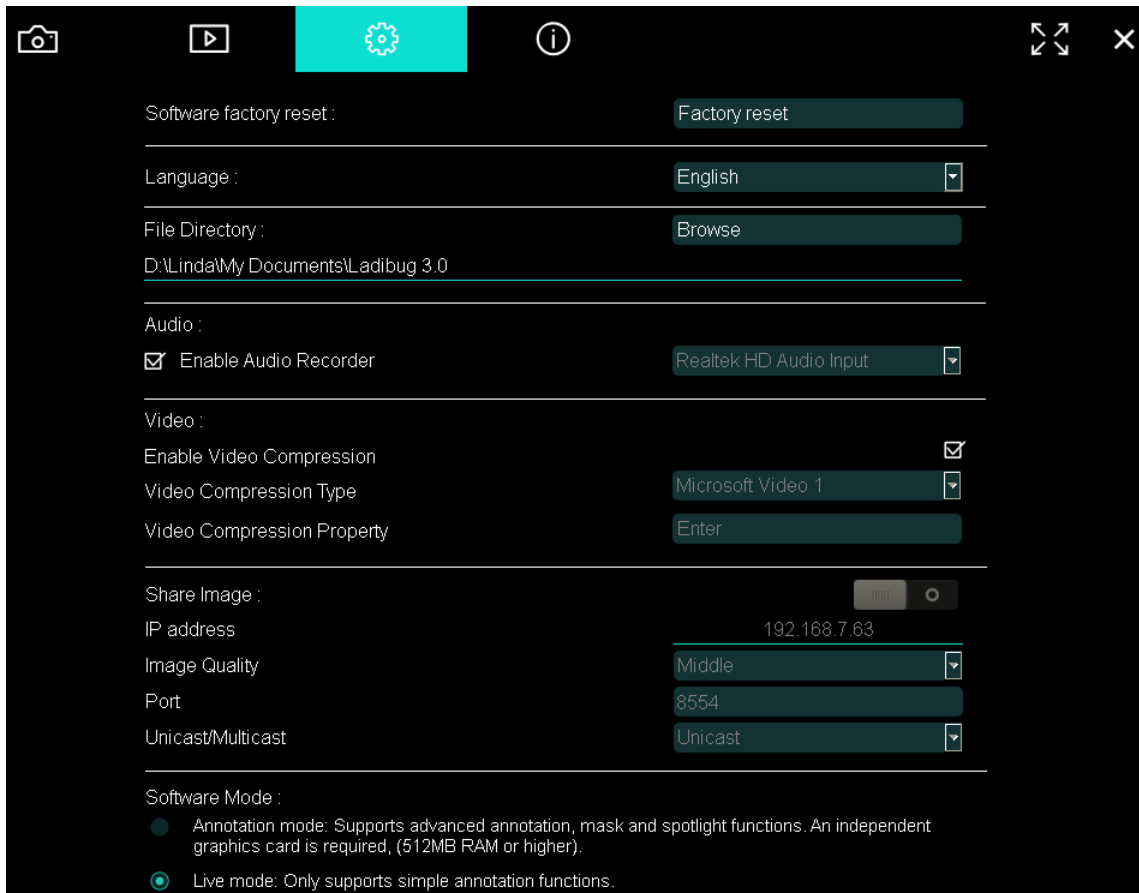 Software factory reset :
Factory reset
Language :
English
File Directory :
Browse
D:\Linda\My Documents\Ladibug 3.0
Audio :
Enable Audio Recorder
Realtek HD Audio Input
Video :
Enable Video Compression
Video Compression Type
Microsoft Video 1
Video Compression Property
Enter
Share Image :
IP address
192.168.7.63
Image Quality
Middle
Port
8554
Unicast/Multicast
Unicast
Software Mode :
Annotation mode: Supports advanced annotation, mask and spotlight functions. An independent
graphics card is required, (512MB RAM or higher).
Live mode: Only supports simple annotation functions.